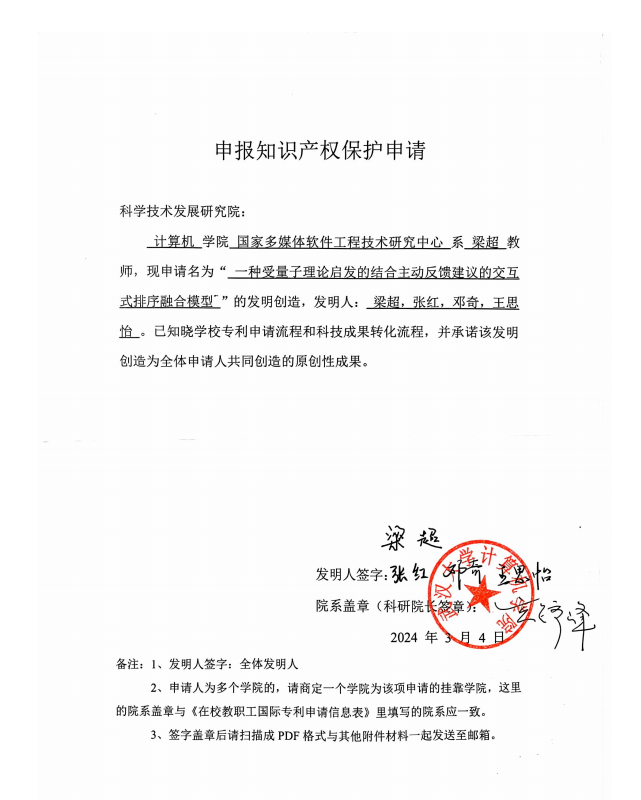 申报知识产权保护申请
科学技术发展研究院：
计算机 学院 国家多媒体软件工程技术研究中心 系 梁超 教
师，现申请名为“ 一种受量子理论启发的结合主动反馈建议的交互
式排序融合模型 ”的发明创造，发明人： 梁超，张红，邓奇，王思
怡 。已知晓学校专利申请流程和科技成果转化流程，并承诺该发明
创造为全体申请人共同创造的原创性成果。
梁超
发明人签字：张红 邓奇 王思怡
院系盖章（科研院长签章）：
武汉大学计算机学院
2024 年 3 月 4 日
备注：1、发明人签字：全体发明人
2、申请人为多个学院的，请商定一个学院为该项申请的挂靠学院，这里
的院系盖章与《在校教职工国际专利申请信息表》里填写的院系应一致。
3、签字盖章后请扫描成 PDF 格式与其他附件材料一起发送至邮箱。